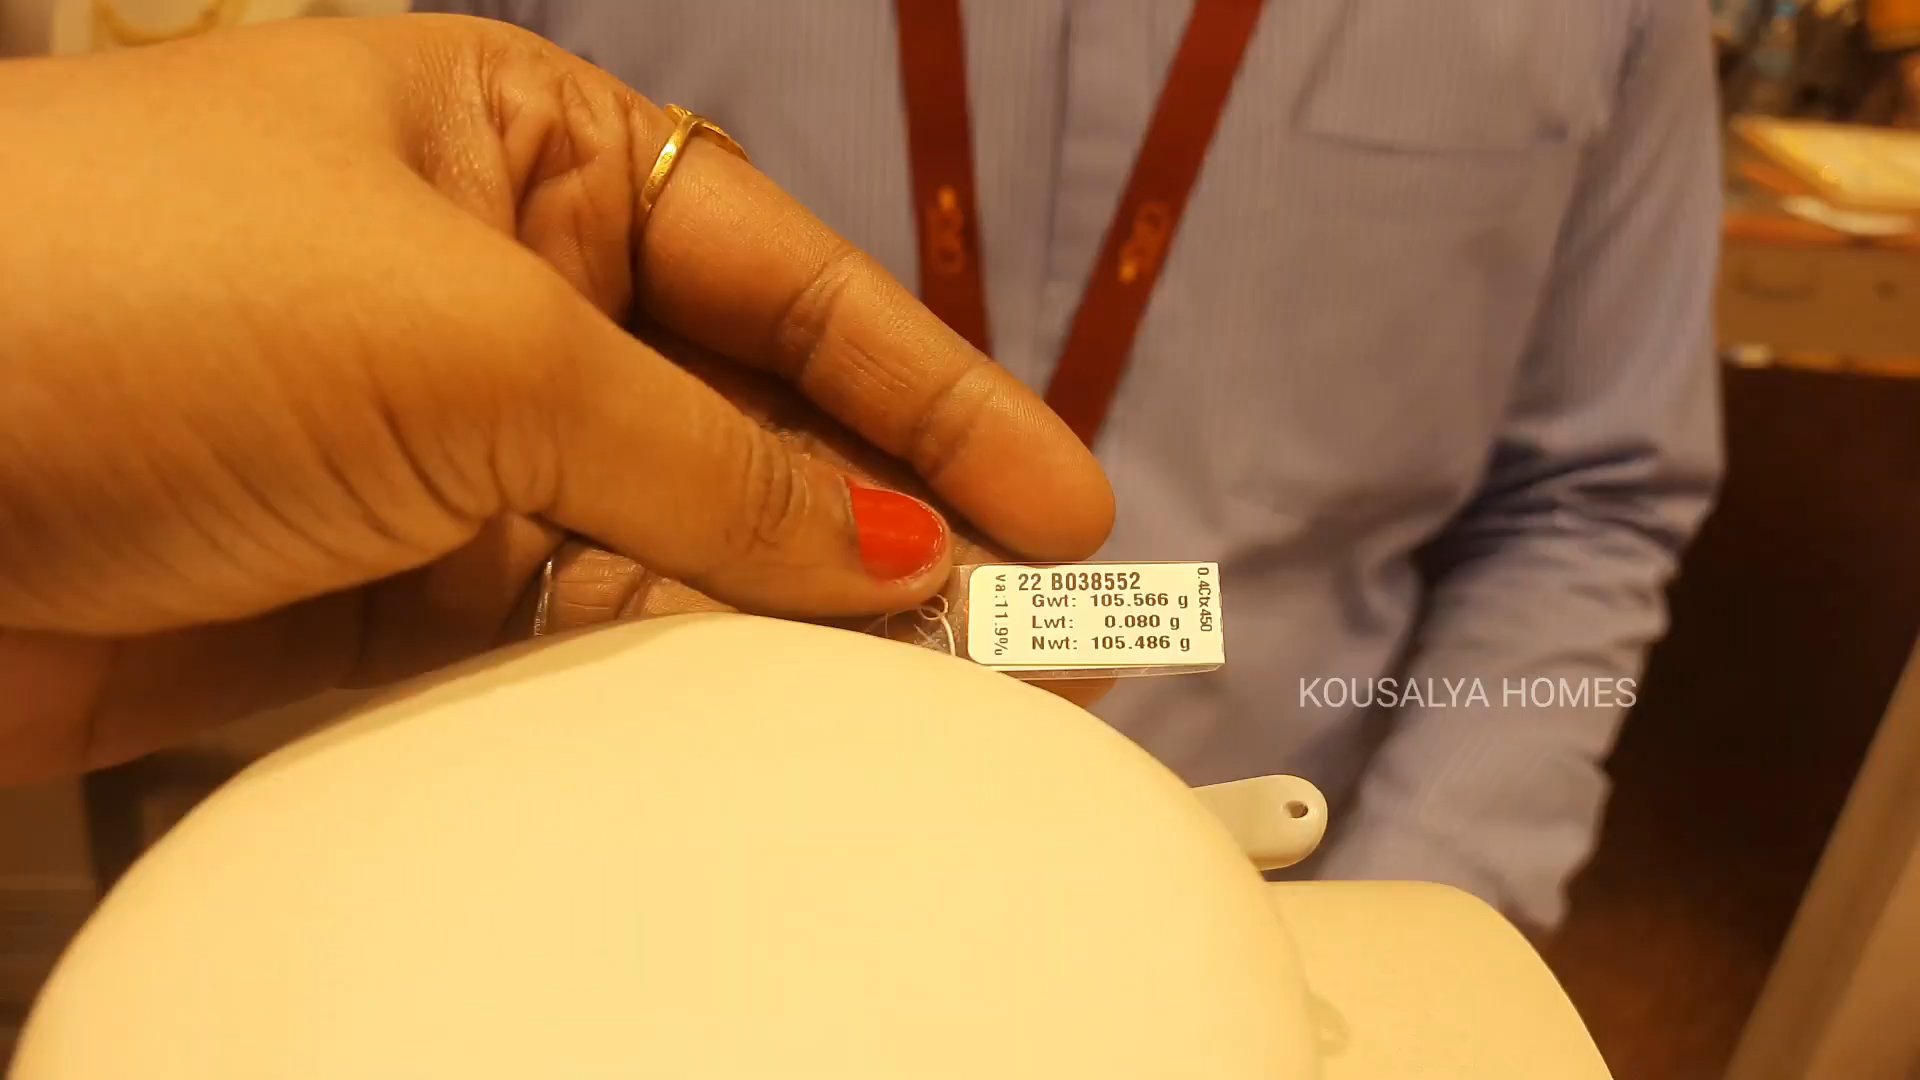 22 B038552
Gwt: 105.566 g
Lwt: 0.080 g
Nwt: 105.486 g
va:11.9%
0.4Ctx450
KOUSALYA HOMES